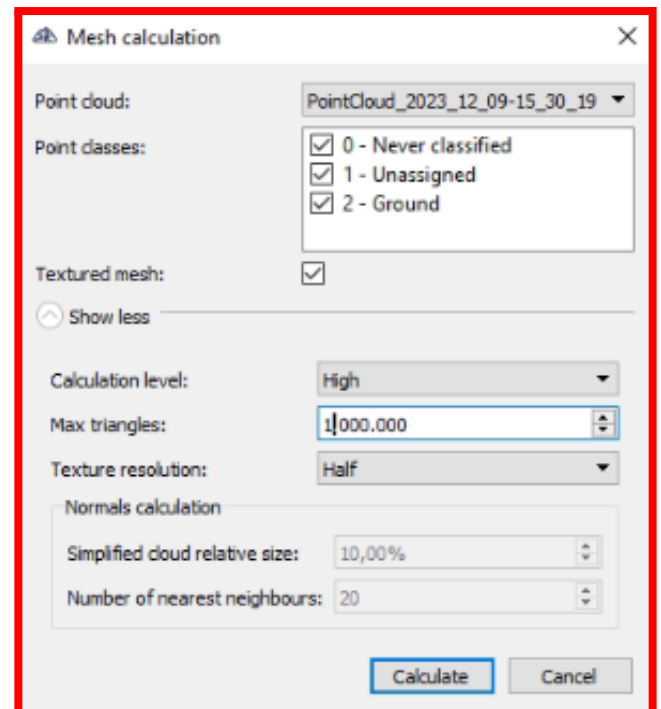 Mesh calculation
Point cloud: PointCloud_2023_12_09-15_30_19
Point classes: 0 - Never classified
1 - Unassigned
2 - Ground
Textured mesh:
Show less
Calculation level: High
Max triangles: 1.000.000
Texture resolution: Half
Normals calculation
Simplified cloud relative size: 10,00%
Number of nearest neighbours: 20
Calculate Cancel